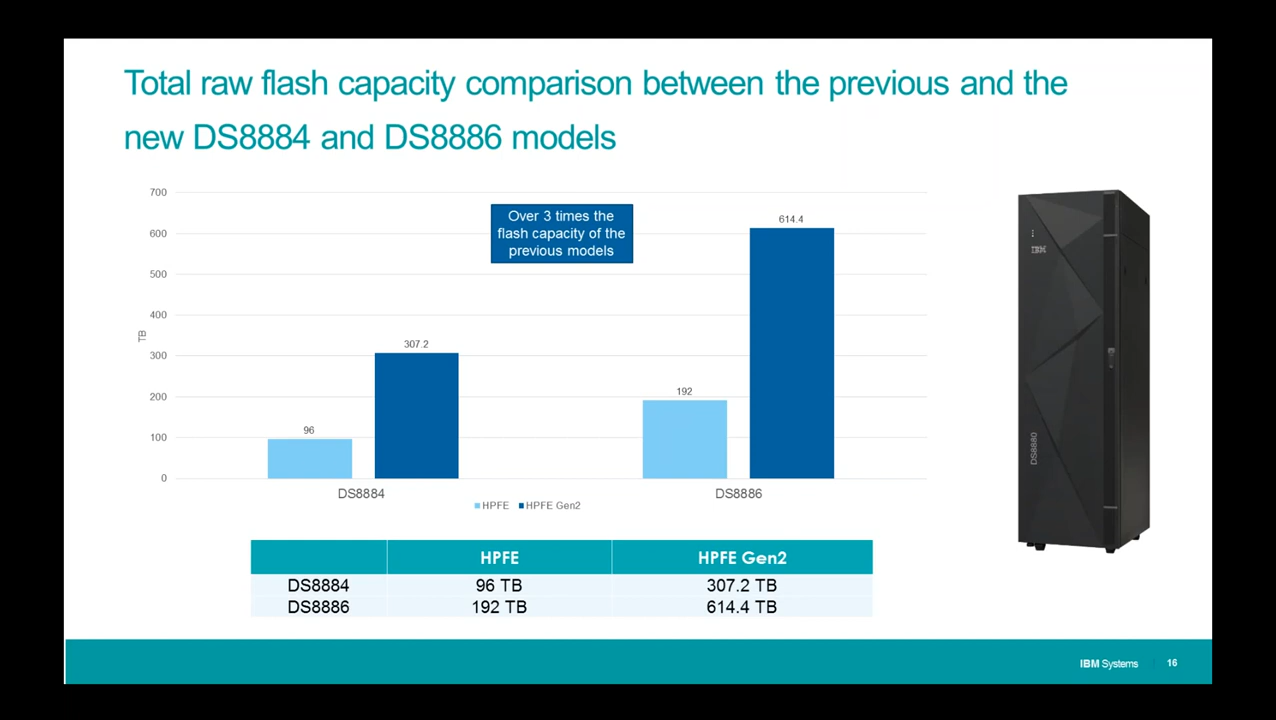 Total raw flash capacity comparison between the previous and the
new DS8884 and DS8886 models
700
600
500
400
300
200
100
0
TB
Over 3 times the
flash capacity of the
previous models
96
307.2
192
614.4
DS8884
DS8886
HPFE
HPFE Gen2
IBM
DS8880
HPFE HPFE Gen2
DS8884 96 TB 307.2 TB
DS8886 192 TB 614.4 TB
IBM Systems 16